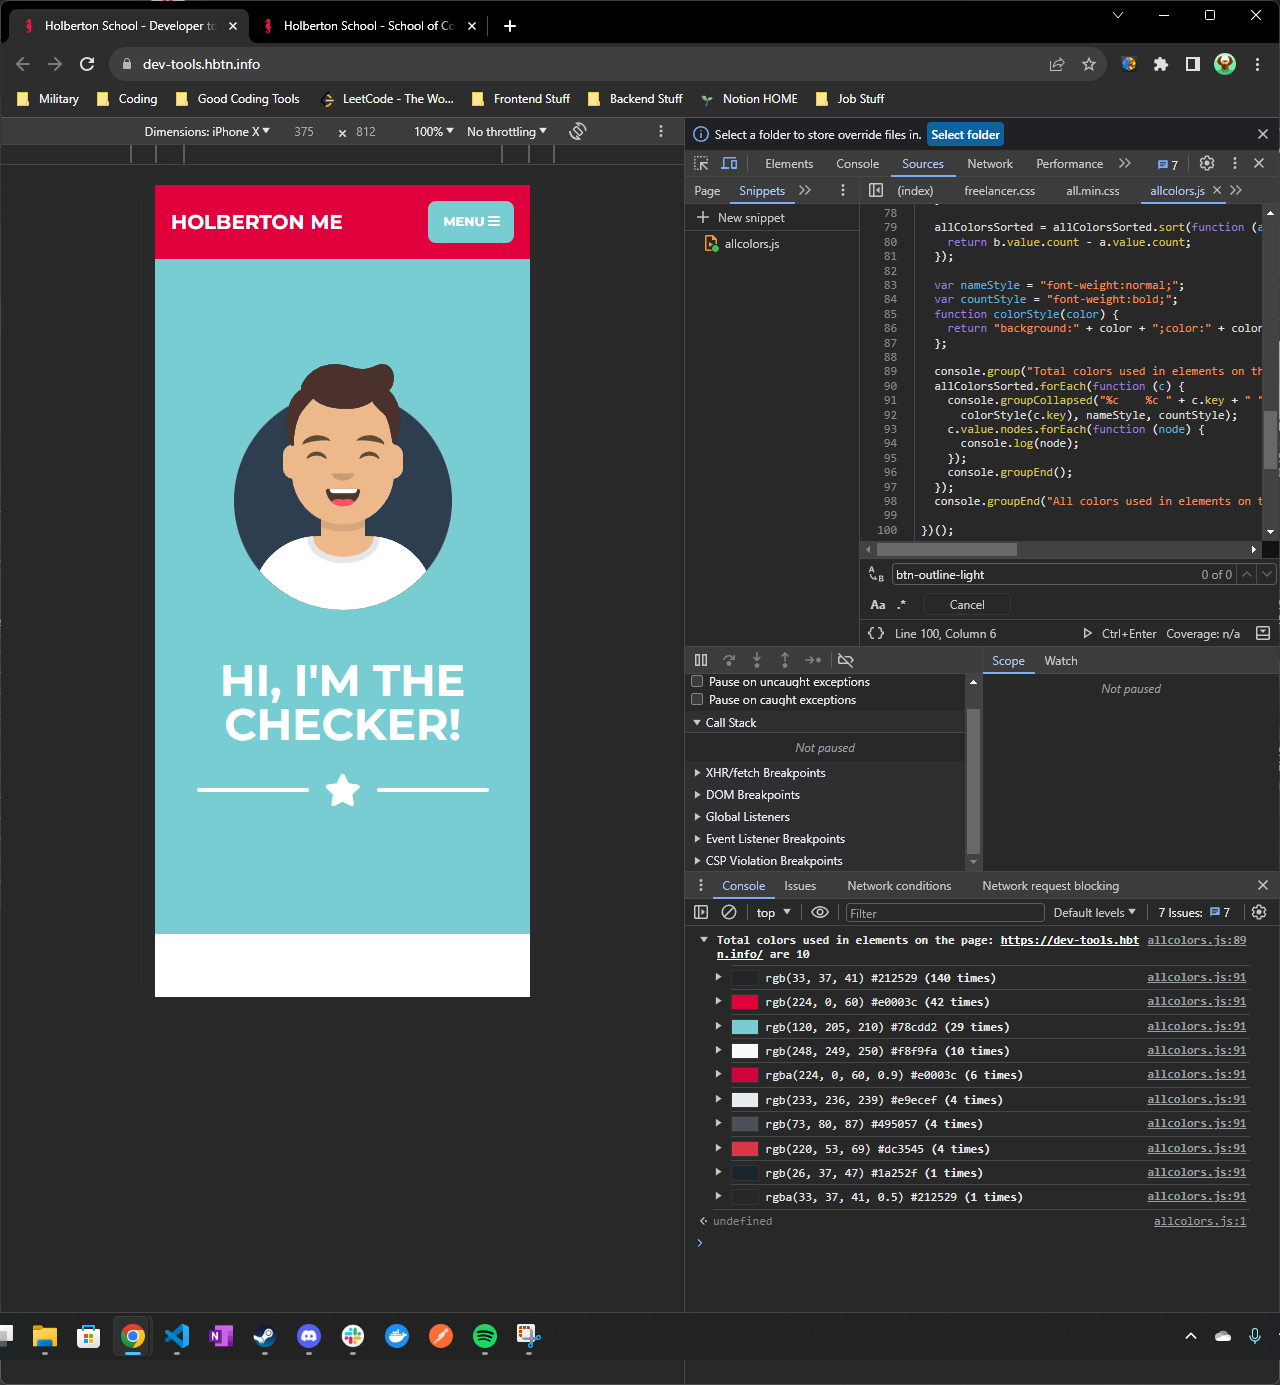 Holberton School - Developer to
Holberton School - School of Co
dev-tools.hbtn.info
Military
Coding
Good Coding Tools
LeetCode - The Wo...
Frontend Stuff
Backend Stuff
Notion HOME
Job Stuff
Dimensions: iPhone X
375
×
812
100%
No throttling
HOLBERTON ME
MENU
HI, I'M THE
CHECKER!
Select a folder to store override files in.
Select folder
Elements
Console
Sources
Network
Performance
7
Page
Snippets
(index)
freelancer.css
all.min.css
allcolors.js
New snippet
allcolors.js
78
79 allColorsSorted = allColorsSorted.sort(function (a
80 return b.value.count - a.value.count;
81 });
82
83 var nameStyle = "font-weight:normal;";
84 var countStyle = "font-weight:bold;";
85 function colorStyle(color) {
86 return "background:" + color + ";color:" + color
87 };
88
89 console.group("Total colors used in elements on th
90 allColorsSorted.forEach(function (c) {
91 console.groupCollapsed("%c    %c " + c.key + " "
92 colorStyle(c.key), nameStyle, countStyle);
93 c.value.nodes.forEach(function (node) {
94 console.log(node);
95 });
96 console.groupEnd();
97 });
98 console.groupEnd("All colors used in elements on t
99
100 })();
btn-outline-light
0 of 0
Aa
.*
Cancel
{} Line 100, Column 6
Ctrl+Enter
Coverage: n/a
Pause on uncaught exceptions
Pause on caught exceptions
Call Stack
Not paused
XHR/fetch Breakpoints
DOM Breakpoints
Global Listeners
Event Listener Breakpoints
CSP Violation Breakpoints
Scope
Watch
Not paused
Console
Issues
Network conditions
Network request blocking
top
Filter
Default levels
7 Issues:
7
Total colors used in elements on the page: https://dev-tools.hbt allcolors.js:89
n.info/ are 10
rgb(33, 37, 41) #212529 (140 times) allcolors.js:91
rgb(224, 0, 60) #e0003c (42 times) allcolors.js:91
rgb(120, 205, 210) #78cdd2 (29 times) allcolors.js:91
rgb(248, 249, 250) #f8f9fa (10 times) allcolors.js:91
rgba(224, 0, 60, 0.9) #e0003c (6 times) allcolors.js:91
rgb(233, 236, 239) #e9ecef (4 times) allcolors.js:91
rgb(73, 80, 87) #495057 (4 times) allcolors.js:91
rgb(220, 53, 69) #dc3545 (4 times) allcolors.js:91
rgb(26, 37, 47) #1a252f (1 times) allcolors.js:91
rgba(33, 37, 41, 0.5) #212529 (1 times) allcolors.js:91
undefined allcolors.js:1